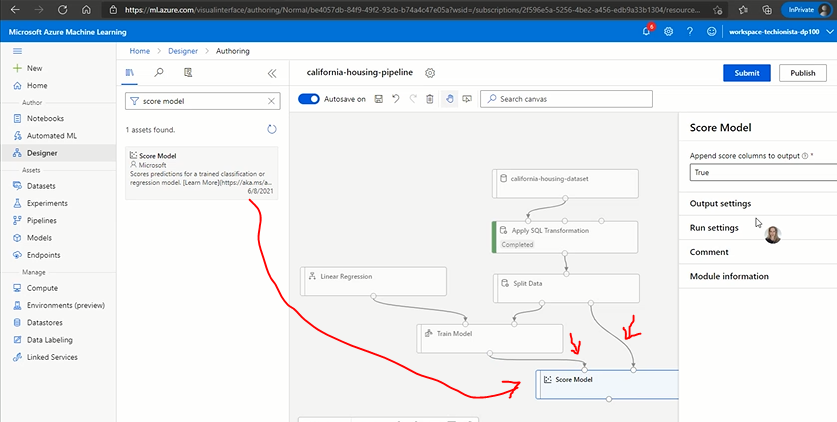 https://ml.azure.com/visualinterface/authoring/Normal/be4057db-84f9-49f2-93cb-b74a4c47e05a?wsid=/subscriptions/2f596e5a-5256-4be2-a456-edb9a33b1304/resource...
InPrivate
Microsoft Azure Machine Learning
6
workspace-techionista-dp100
Home > Designer > Authoring
New
Home
Author
Notebooks
Automated ML
Designer
Assets
Datasets
Experiments
Pipelines
Models
Endpoints
Manage
Compute
Environments (preview)
Datastores
Data Labeling
Linked Services
score model
1 assets found.
Score Model
Microsoft
Scores predictions for a trained classification or regression model. [Learn More](https://aka.ms/a...
6/8/2021
california-housing-pipeline
Submit
Publish
Autosave on
Search canvas
california-housing-dataset
Apply SQL Transformation
Completed
Linear Regression
Split Data
Train Model
Score Model
Score Model
Append score columns to output *
True
Output settings
Run settings
Comment
Module information